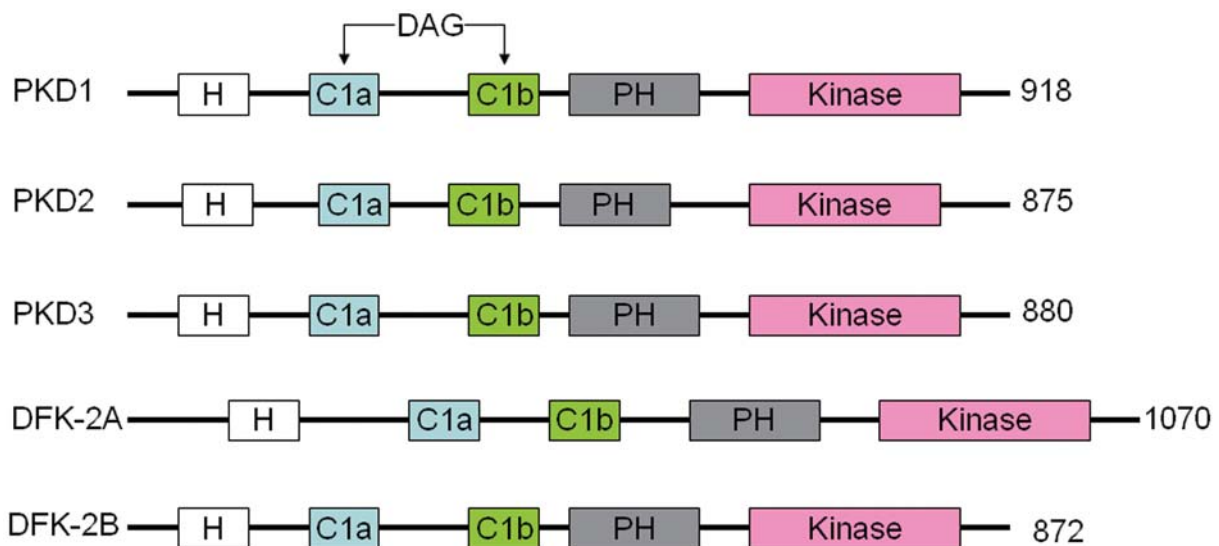 DAG
PKD1 H C1a C1b PH Kinase 918
PKD2 H C1a C1b PH Kinase 875
PKD3 H C1a C1b PH Kinase 880
DFK-2A H C1a C1b PH Kinase 1070
DFK-2B H C1a C1b PH Kinase 872